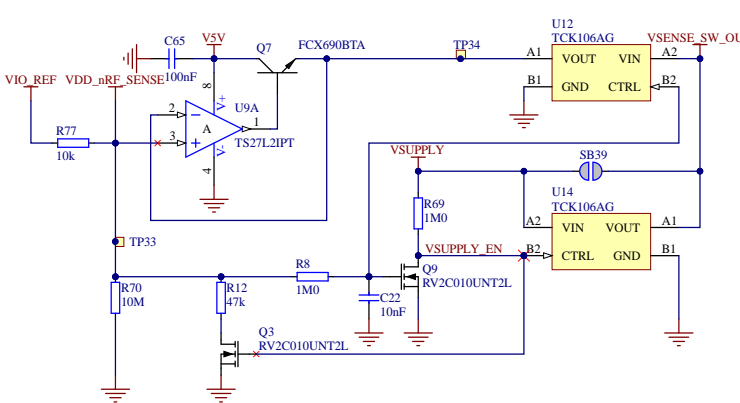 U12
TCK106AG
VSENSE_SW_OU
C65
V5V
Q7
FCX690BTA
TP34
A1
VOUT
VIN
A2
B1
GND
CTRL
B2
VIO_REF
VDD_nRF_SENSE
100nF
8
V+
U9A
2
R77
A
1
3
10k
TS27L2IPT
V-
4
VSUPPLY
SB39
U14
TCK106AG
R69
1M0
A2
VIN
VOUT
A1
TP33
VSUPPLY_EN
B2
CTRL
GND
B1
R8
1M0
Q9
RV2C010UNT2L
R70
10M
R12
47k
C22
10nF
Q3
RV2C010UNT2L